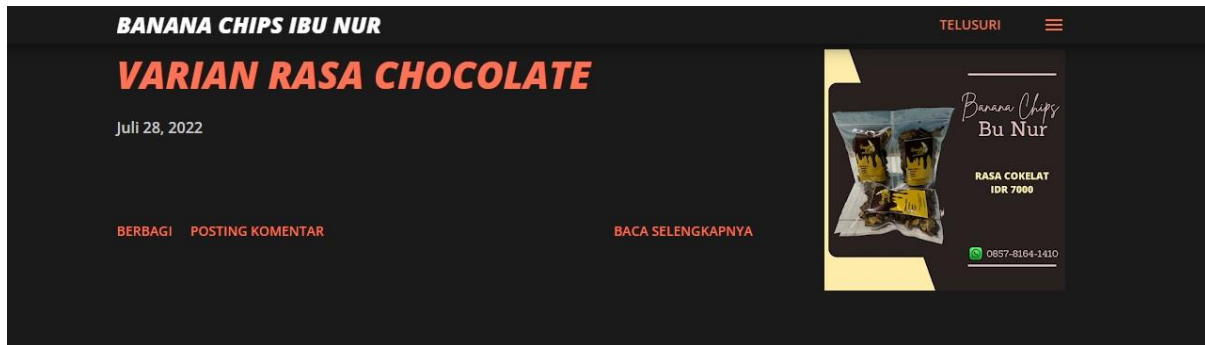 BANANA CHIPS IBU NUR
TELUSURI
VARIAN RASA CHOCOLATE
Juli 28, 2022
BERBAGI POSTING KOMENTAR
BACA SELENGKAPNYA
Banana Chips
Bu Nur
RASA COKELAT
IDR 7000
0857-8164-1410